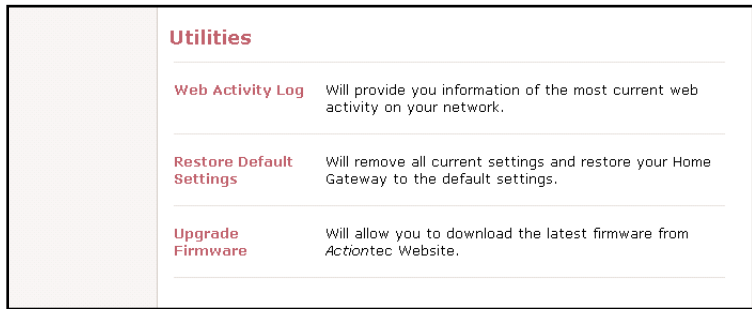 Utilities
Web Activity Log Will provide you information of the most current web
activity on your network.
Restore Default Will remove all current settings and restore your Home
Settings Gateway to the default settings.
Upgrade Will allow you to download the latest firmware from
Firmware Actiontec Website.